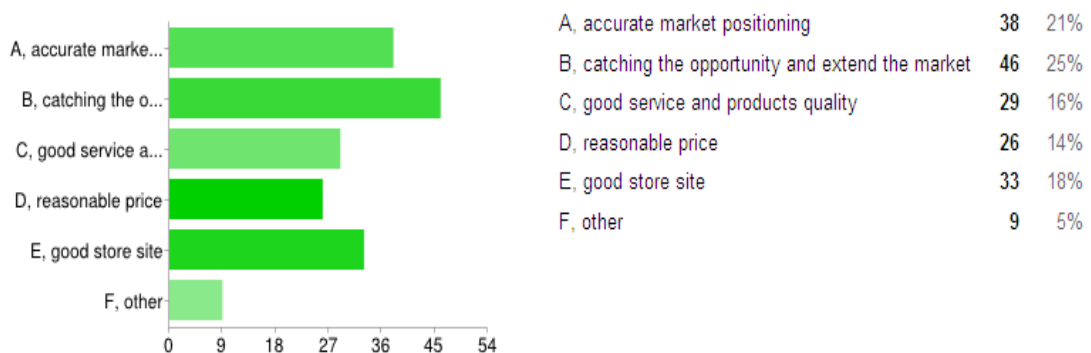 A, accurate marke...
B, catching the o...
C, good service a...
D, reasonable price
E, good store site
F, other
0 9 18 27 36 45 54
A, accurate market positioning 38 21%
B, catching the opportunity and extend the market 46 25%
C, good service and products quality 29 16%
D, reasonable price 26 14%
E, good store site 33 18%
F, other 9 5%